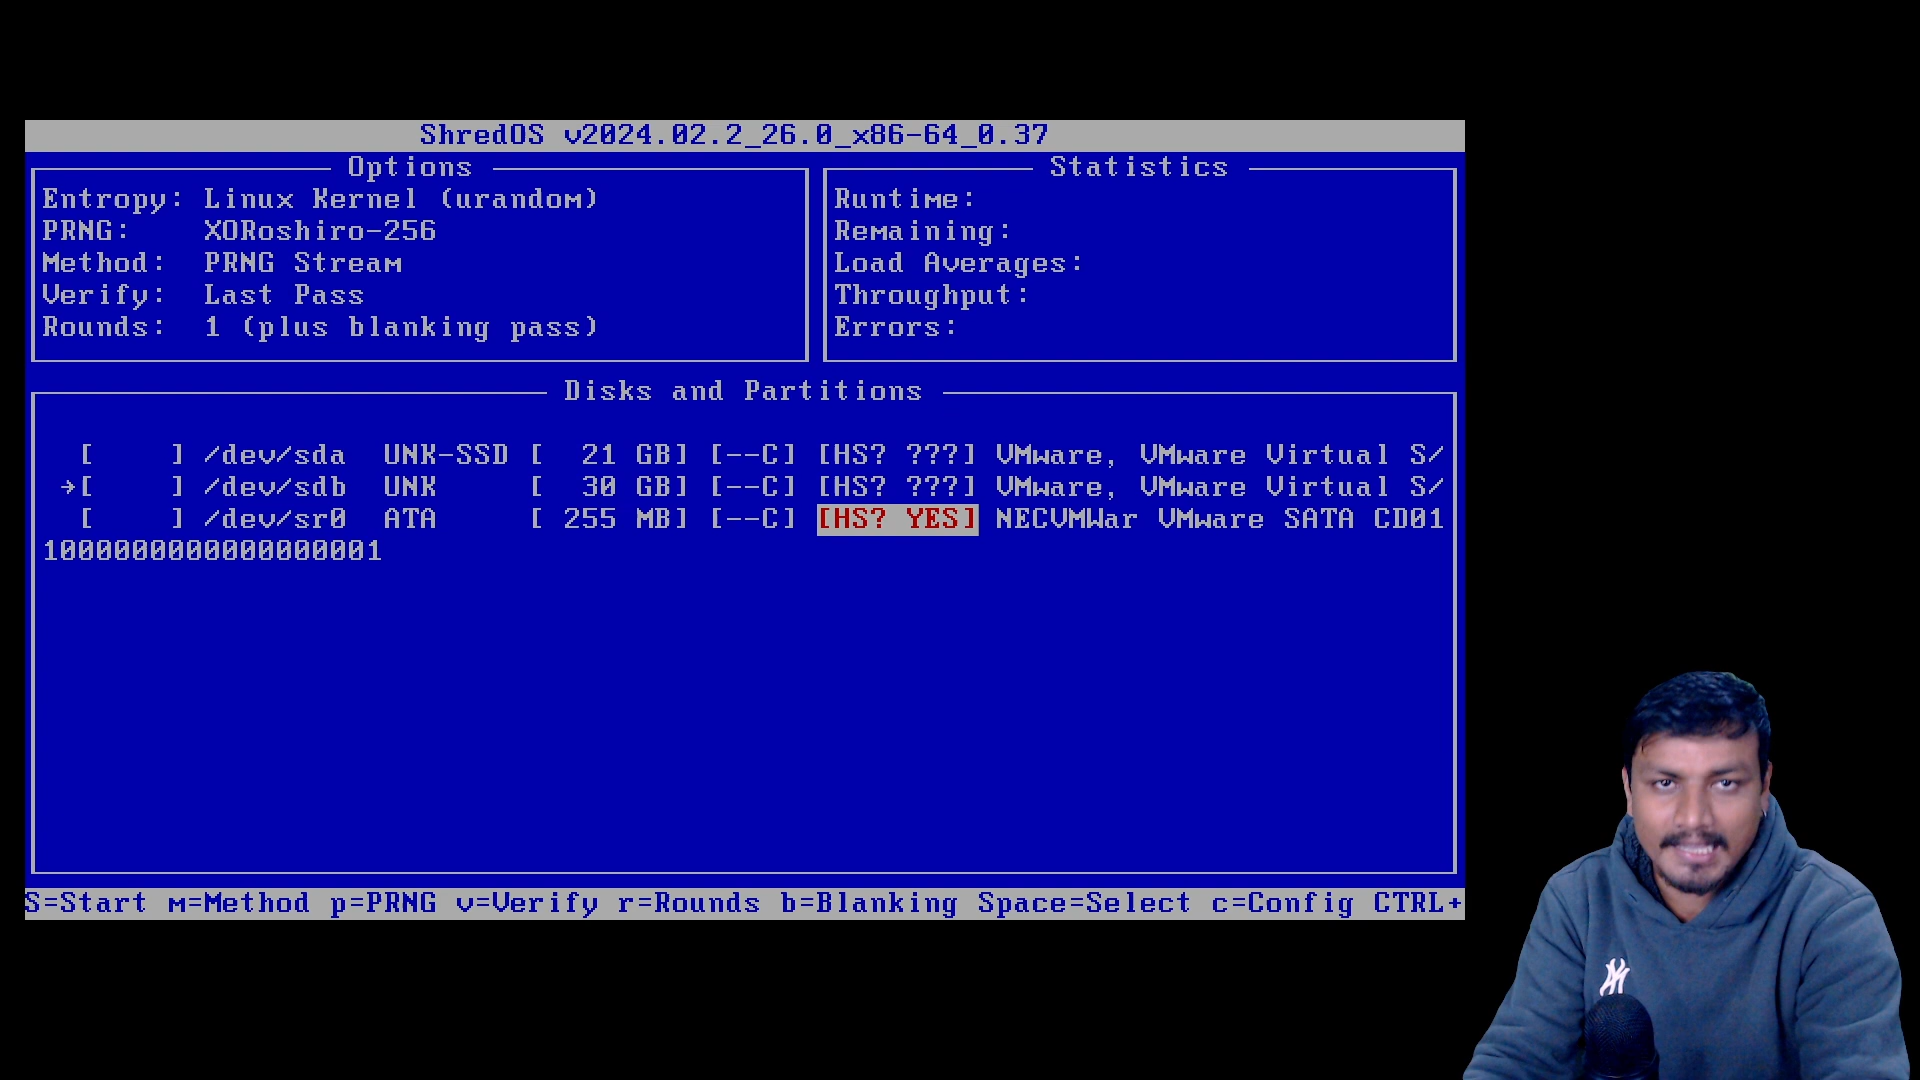 ShredOS v2024.02.2_26.0_x86-64_0.37
Options
Entropy: Linux Kernel (urandom)
PRNG: XORoshiro-256
Method: PRNG Stream
Verify: Last Pass
Rounds: 1 (plus blanking pass)
Statistics
Runtime:
Remaining:
Load Averages:
Throughput:
Errors:
Disks and Partitions
[ ] /dev/sda UNK-SSD [ 21 GB] [--C] [HS? ???] VMware, VMware Virtual S/
→[ ] /dev/sdb UNK [ 30 GB] [--C] [HS? ???] VMware, VMware Virtual S/
[ ] /dev/sr0 ATA [ 255 MB] [--C] [HS? YES] NECVMWar VMware SATA CD01
1000000000000000001
S=Start m=Method p=PRNG v=Verify r=Rounds b=Blanking Space=Select c=Config CTRL+
NY